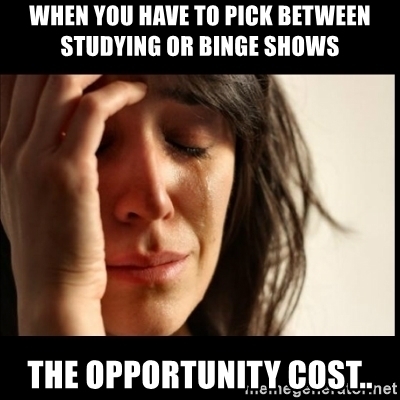 WHEN YOU HAVE TO PICK BETWEEN
STUDYING OR BINGE SHOWS
THE OPPORTUNITY COST..
memegenerator.net